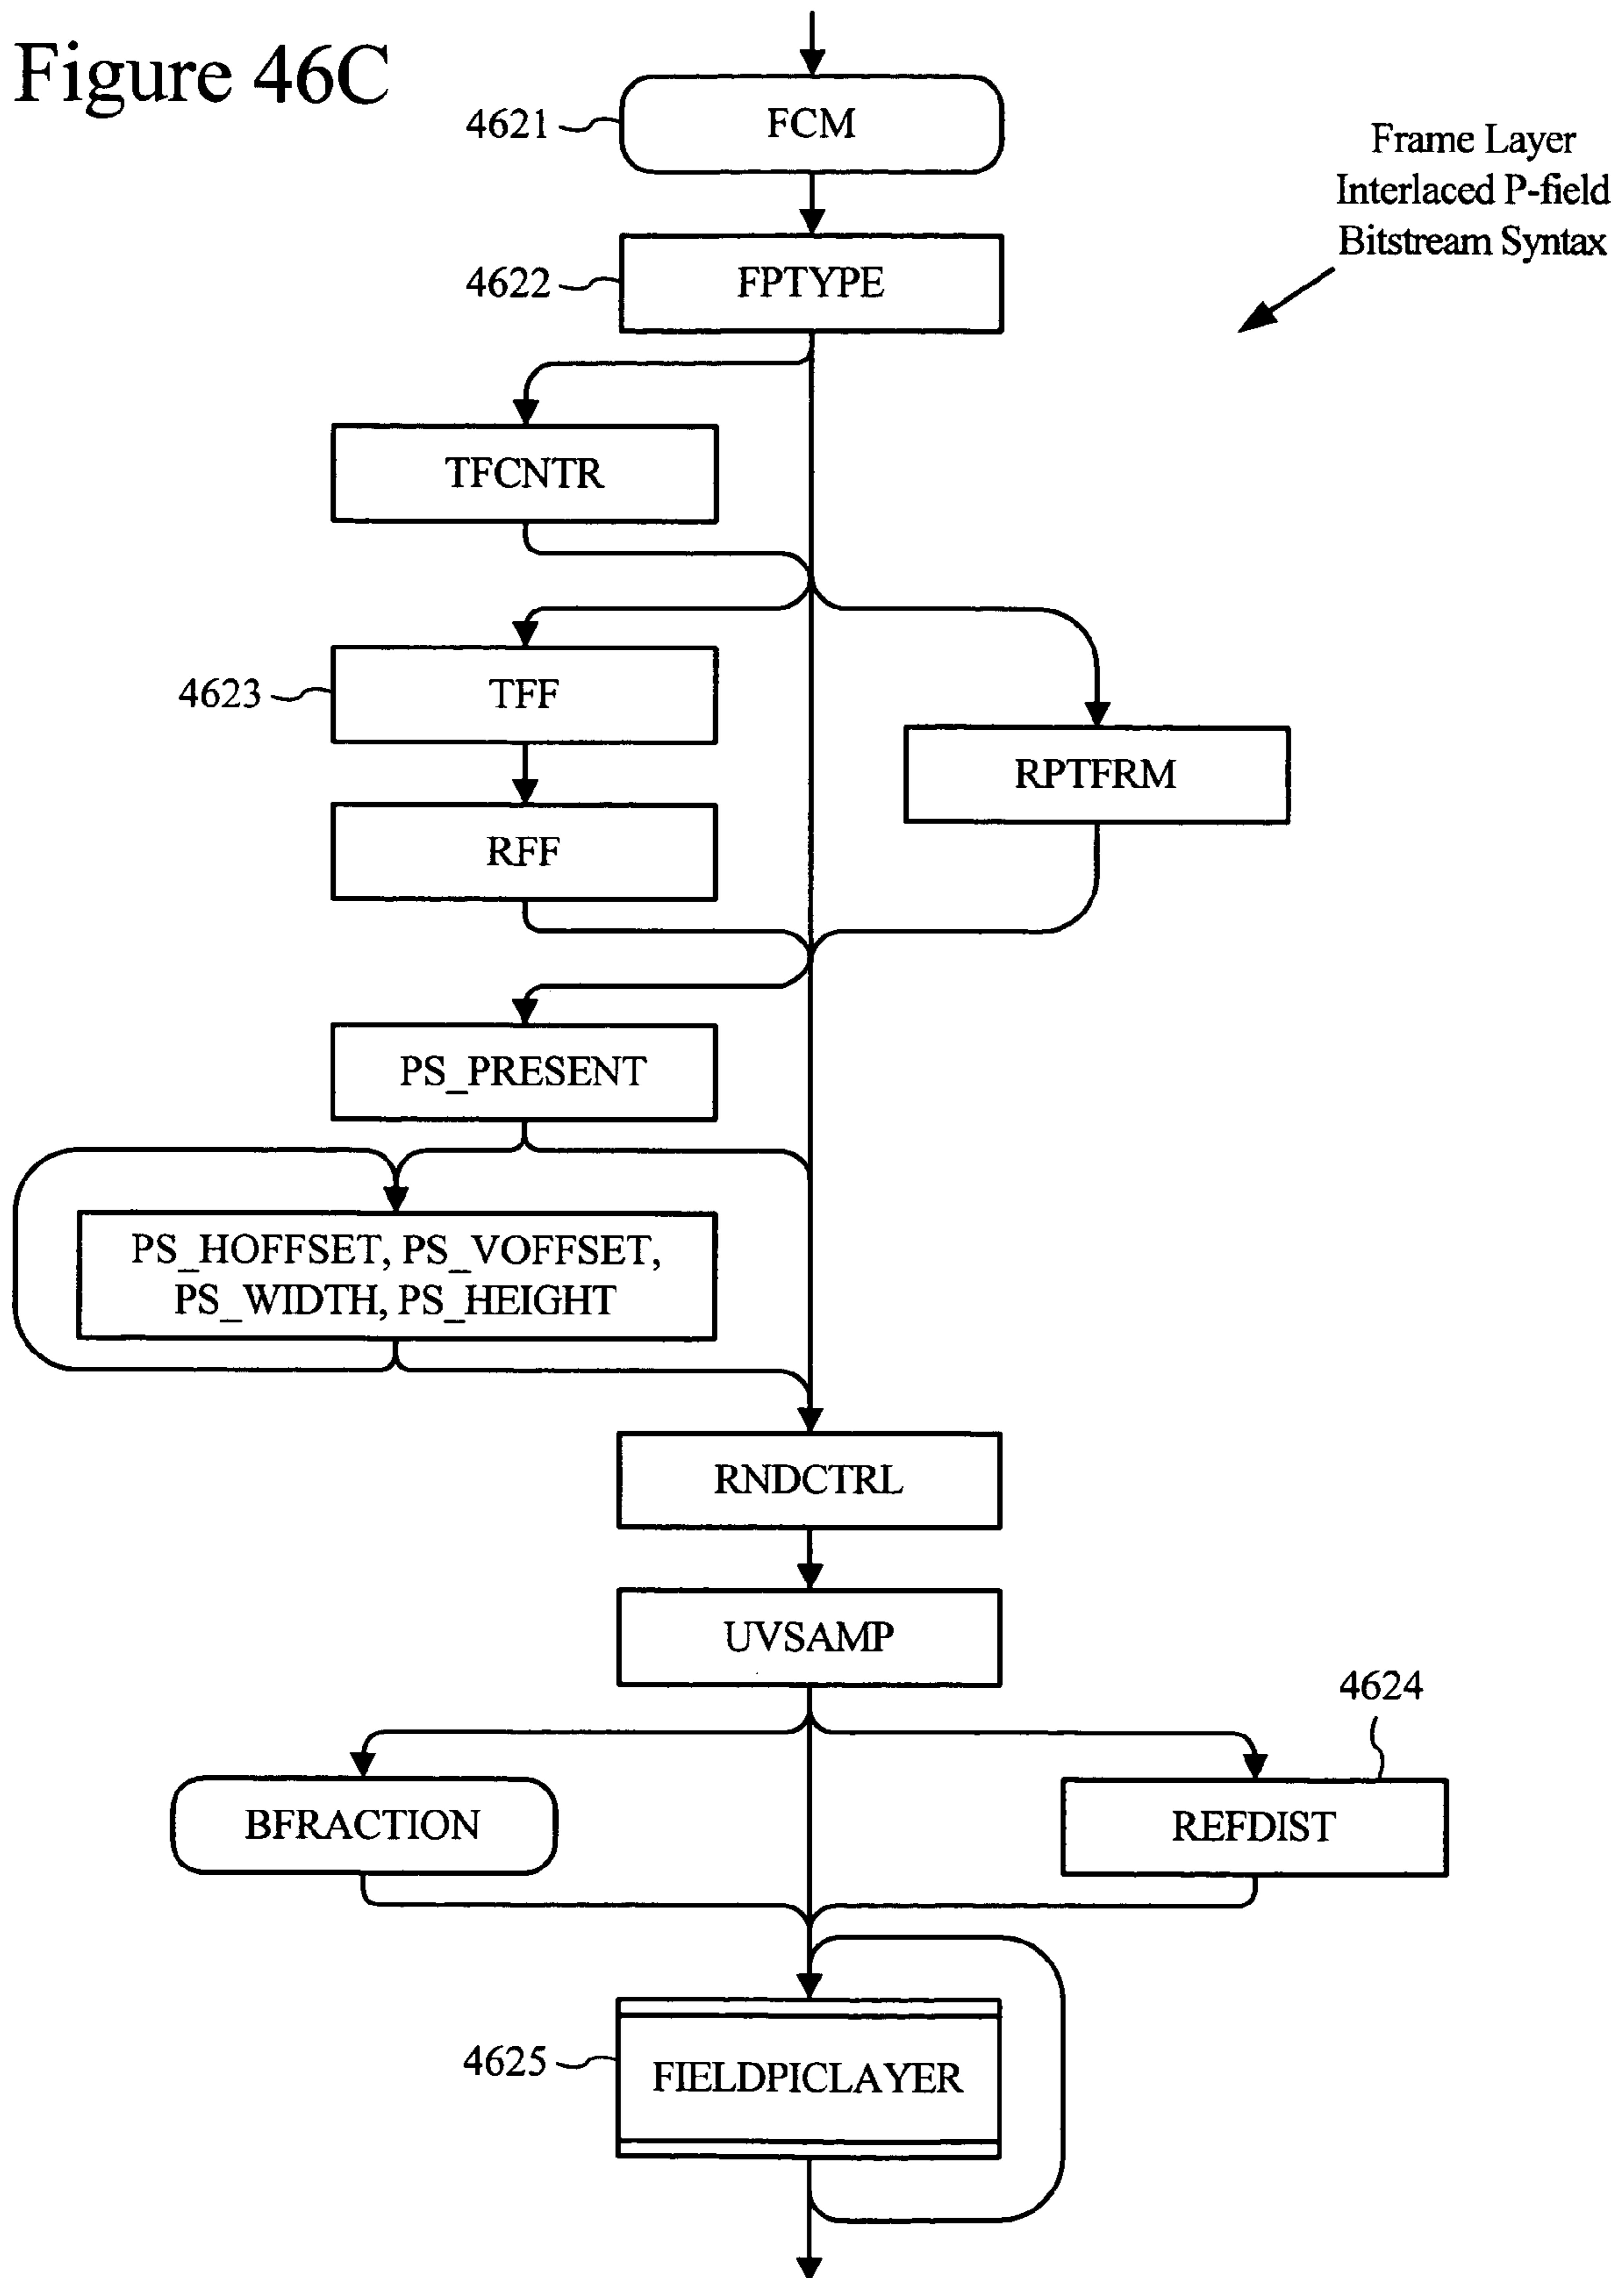 Figure 46C
4621
FCM
Frame Layer
Interlaced P-field
Bitstream Syntax
4622
FPTYPE
TFCNTR
4623
TFF
RPTFRM
RFF
PS_PRESENT
PS_HOFFSET, PS_VOFFSET,
PS_WIDTH, PS_HEIGHT
RNDCTRL
UVSAMP
4624
BFRACTION
REFDIST
4625
FIELDPICLAYER